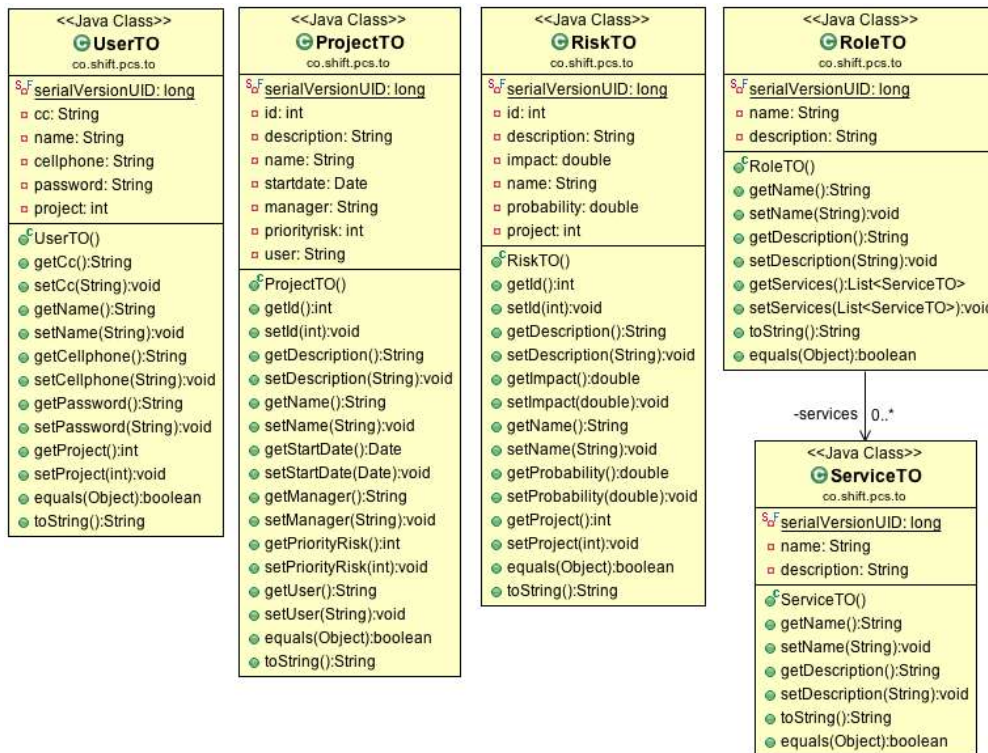 <<Java Class>>
UserTO
co.shift.pcs.to
serialVersionUID: long
cc: String
name: String
cellphone: String
password: String
project: int
UserTO()
getCc():String
setCc(String):void
getName():String
setName(String):void
getCellphone():String
setCellphone(String):void
getPassword():String
setPassword(String):void
getProject():int
setProject(int):void
equals(Object):boolean
toString():String
<<Java Class>>
ProjectTO
co.shift.pcs.to
serialVersionUID: long
id: int
description: String
name: String
startdate: Date
manager: String
priorityrisk: int
user: String
ProjectTO()
getId():int
setId(int):void
getDescription():String
setDescription(String):void
getName():String
setName(String):void
getStartDate():Date
setStartDate(Date):void
getManager():String
setManager(String):void
getPriorityRisk():int
setPriorityRisk(int):void
getUser():String
setUser(String):void
equals(Object):boolean
toString():String
<<Java Class>>
RiskTO
co.shift.pcs.to
serialVersionUID: long
id: int
description: String
impact: double
name: String
probability: double
project: int
RiskTO()
getId():int
setId(int):void
getDescription():String
setDescription(String):void
getImpact():double
setImpact(double):void
getName():String
setName(String):void
getProbability():double
setProbability(double):void
getProject():int
setProject(int):void
equals(Object):boolean
toString():String
<<Java Class>>
RoleTO
co.shift.pcs.to
serialVersionUID: long
name: String
description: String
RoleTO()
getName():String
setName(String):void
getDescription():String
setDescription(String):void
getServices():List<ServiceTO>
setServices(List<ServiceTO>):void
toString():String
equals(Object):boolean
-services 0..*
<<Java Class>>
ServiceTO
co.shift.pcs.to
serialVersionUID: long
name: String
description: String
ServiceTO()
getName():String
setName(String):void
getDescription():String
setDescription(String):void
toString():String
equals(Object):boolean